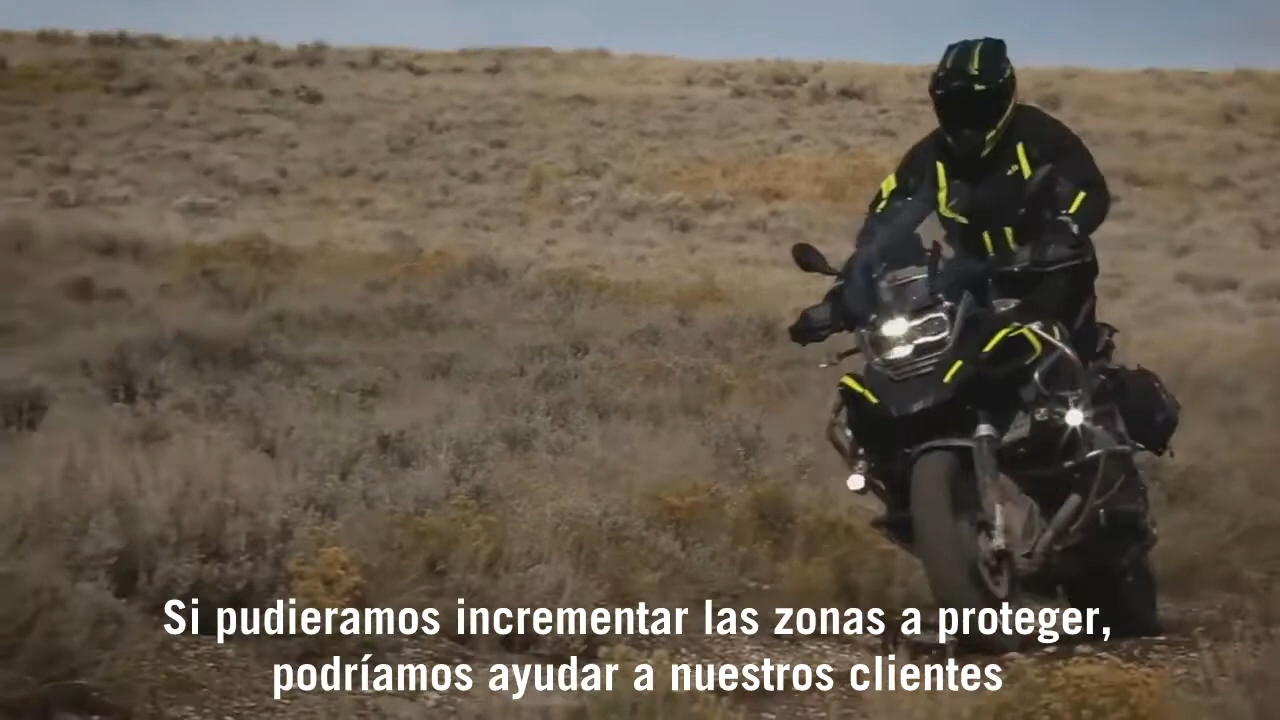 Si pudieramos incrementar las zonas a proteger,
podríamos ayudar a nuestros clientes